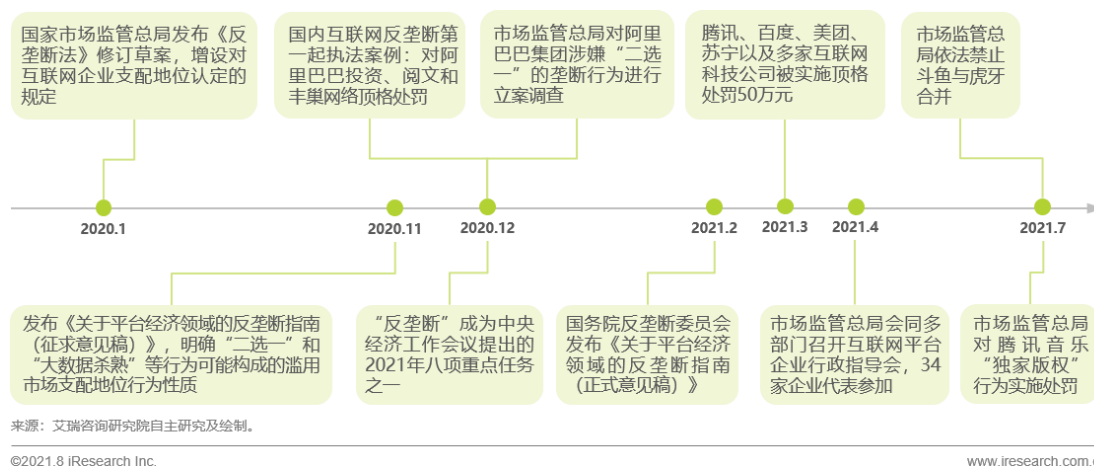 国家市场监管总局发布《反
垄断法》修订草案，增设对
互联网企业支配地位认定的
规定
国内互联网反垄断第
一起执法案例：对阿
里巴巴投资、阅文和
丰巢网络顶格处罚
市场监管总局对阿里
巴巴集团涉嫌“二选
一”的垄断行为进行
立案调查
腾讯、百度、美团、
苏宁以及多家互联网
科技公司被实施顶格
处罚50万元
市场监管总
局依法禁止
斗鱼与虎牙
合并
2020.1
2020.11
2020.12
2021.2
2021.3
2021.4
2021.7
发布《关于平台经济领域的反垄断指南
（征求意见稿）》，明确“二选一”和
“大数据杀熟”等行为可能构成的滥用
市场支配地位行为性质
“反垄断”成为中央
经济工作会议提出的
2021年八项重点任务
之一
国务院反垄断委员会
发布《关于平台经济
领域的反垄断指南
（正式意见稿）》
市场监管总局会同多
部门召开互联网平台
企业行政指导会，34
家企业代表参加
市场监管总局
对腾讯音乐
“独家版权”
行为实施处罚
来源：艾瑞咨询研究院自主研究及绘制。
©2021.8 iResearch Inc.
www.iresearch.com.c